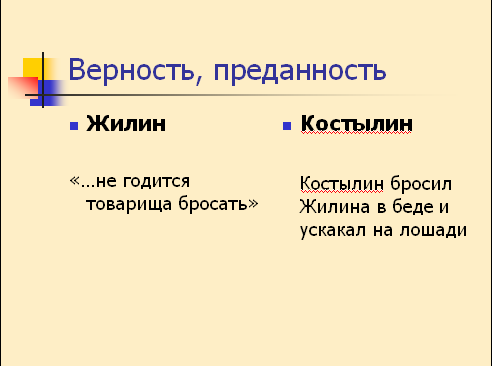 Верность, преданность
Жилин
«…не годится
товарища бросать»
Костылин
Костылин бросил
Жилина в беде и
ускакал на лошади